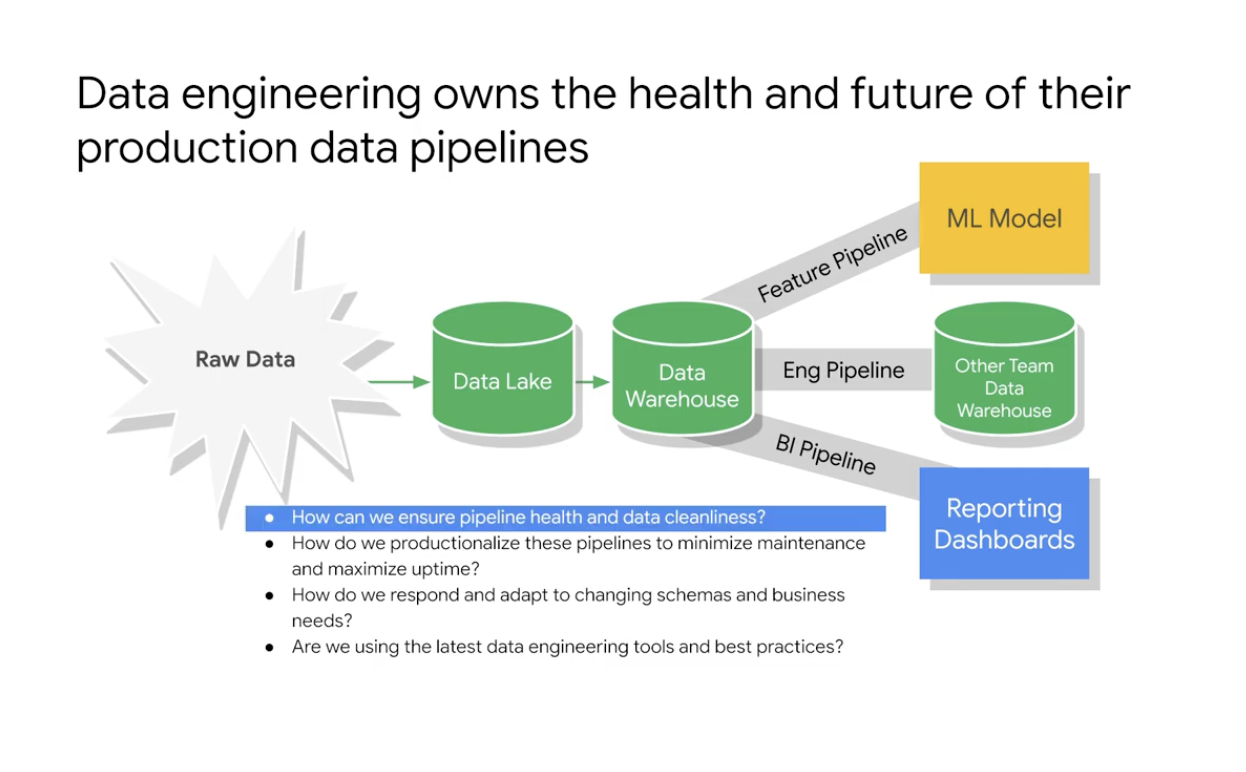 Data engineering owns the health and future of their
production data pipelines
ML Model
Feature Pipeline
Raw Data
Data Lake
Data
Warehouse
Eng Pipeline
Other Team
Data
Warehouse
BI Pipeline
Reporting
Dashboards
● How can we ensure pipeline health and data cleanliness?
● How do we productionalize these pipelines to minimize maintenance
and maximize uptime?
● How do we respond and adapt to changing schemas and business
needs?
● Are we using the latest data engineering tools and best practices?